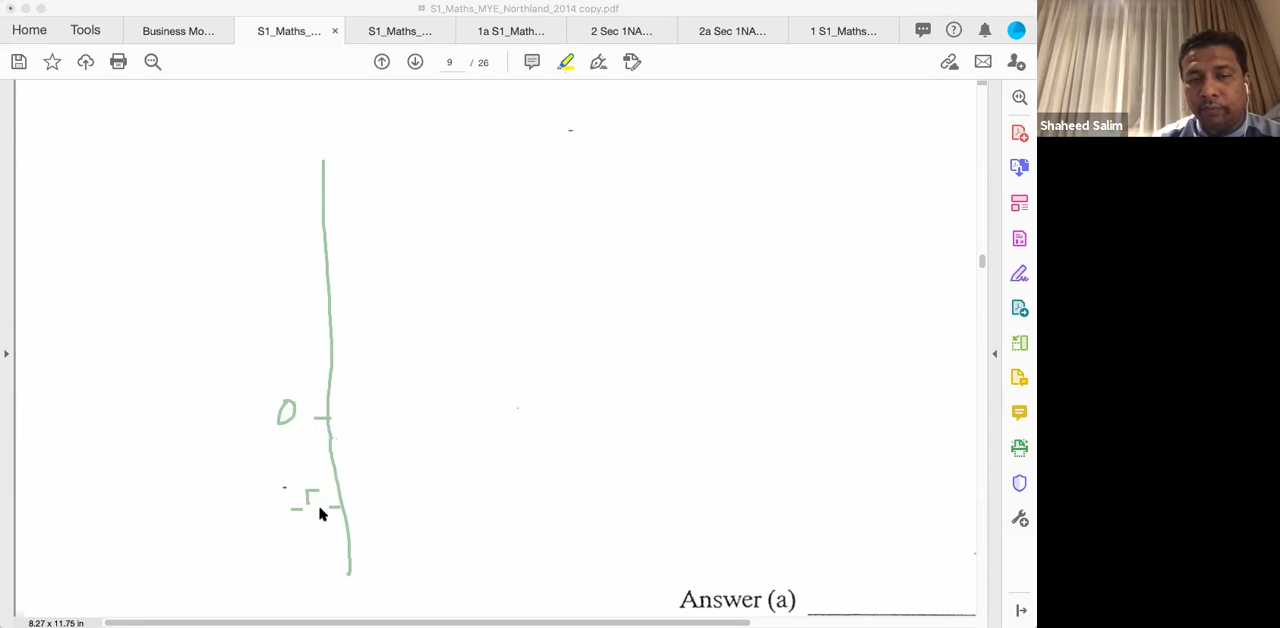 S1_Maths_MYE_Northland_2014 copy.pdf
Home Tools Business Mo... S1_Maths_... × S1_Maths_... 1a S1_Math... 2 Sec 1NA... 2a Sec 1NA... 1 S1_Maths...
9 / 26
Shaheed Salim
0
Answer (a)
8.27 x 11.75 in